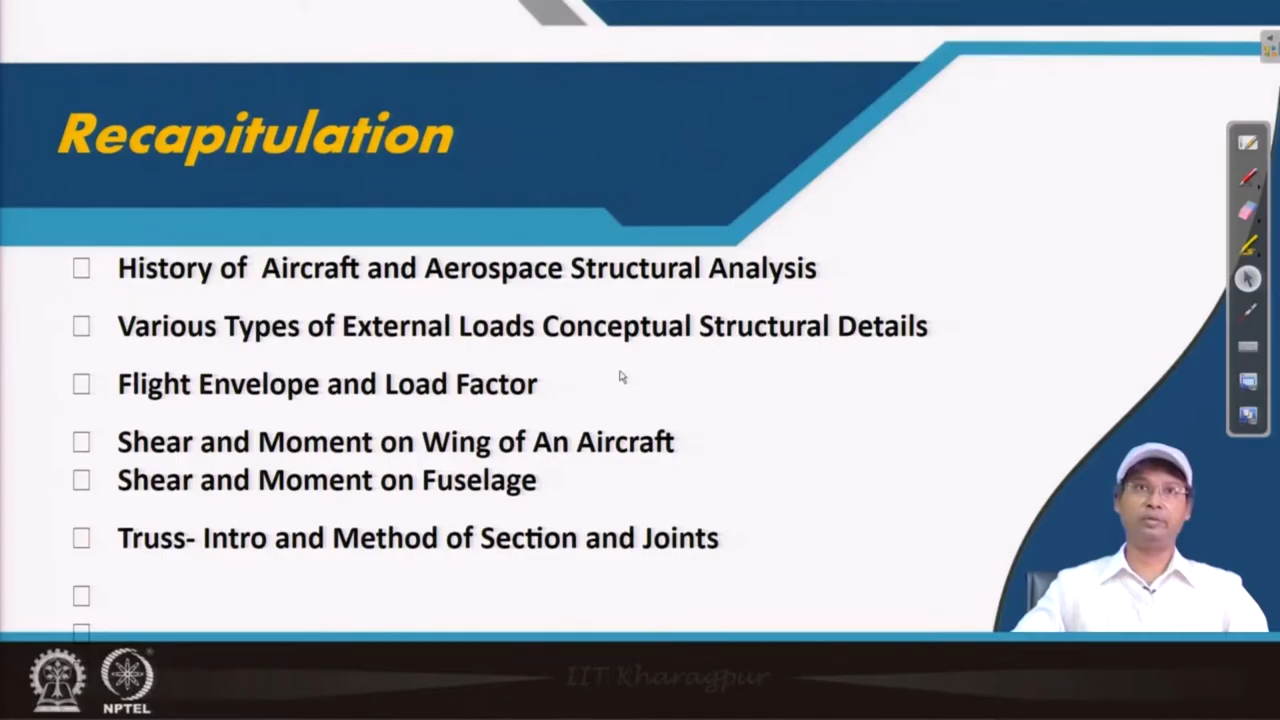 Recapitulation
History of Aircraft and Aerospace Structural Analysis
Various Types of External Loads Conceptual Structural Details
Flight Envelope and Load Factor
Shear and Moment on Wing of An Aircraft
Shear and Moment on Fuselage
Truss- Intro and Method of Section and Joints
IIT Kharagpur
NPTEL